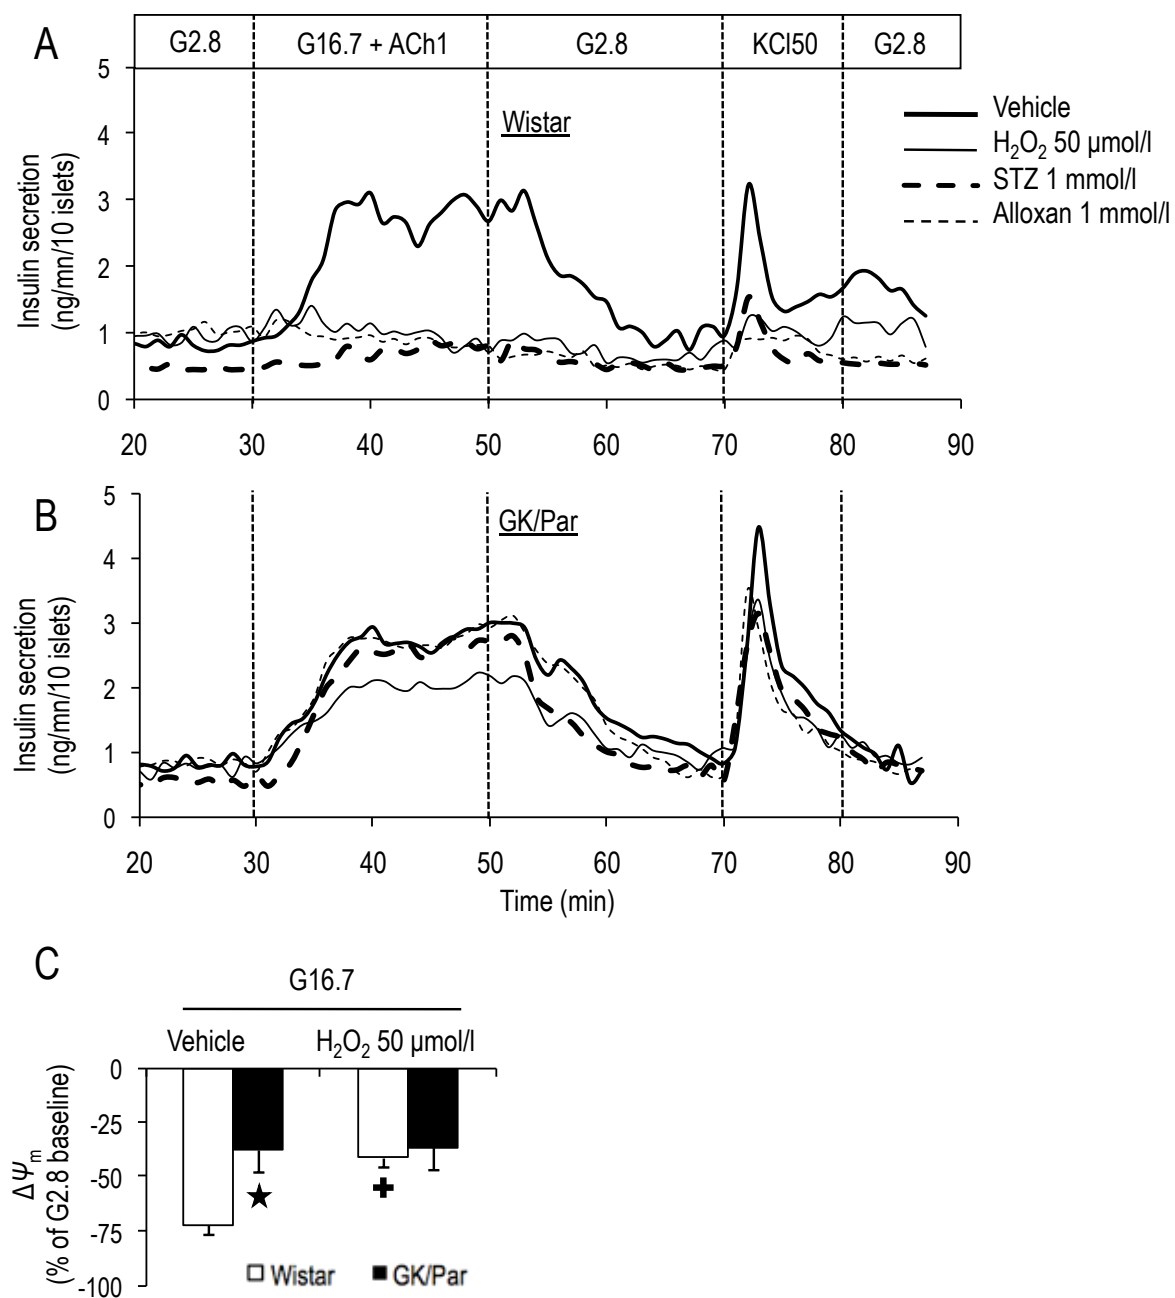 A
G2.8 G16.7 + ACh1 G2.8 KCl50 G2.8
Insulin secretion
(ng/mn/10 islets)
5
4
3
2
1
0
Wistar
Vehicle
H₂O₂ 50 µmol/l
STZ 1 mmol/l
Alloxan 1 mmol/l
20 30 40 50 60 70 80 90
B
GK/Par
Insulin secretion
(ng/mn/10 islets)
5
4
3
2
1
0
20 30 40 50 60 70 80 90
Time (min)
C
G16.7
Vehicle H₂O₂ 50 µmol/l
ΔΨm
(% of G2.8 baseline)
0
-25
-50
-75
-100
Wistar GK/Par